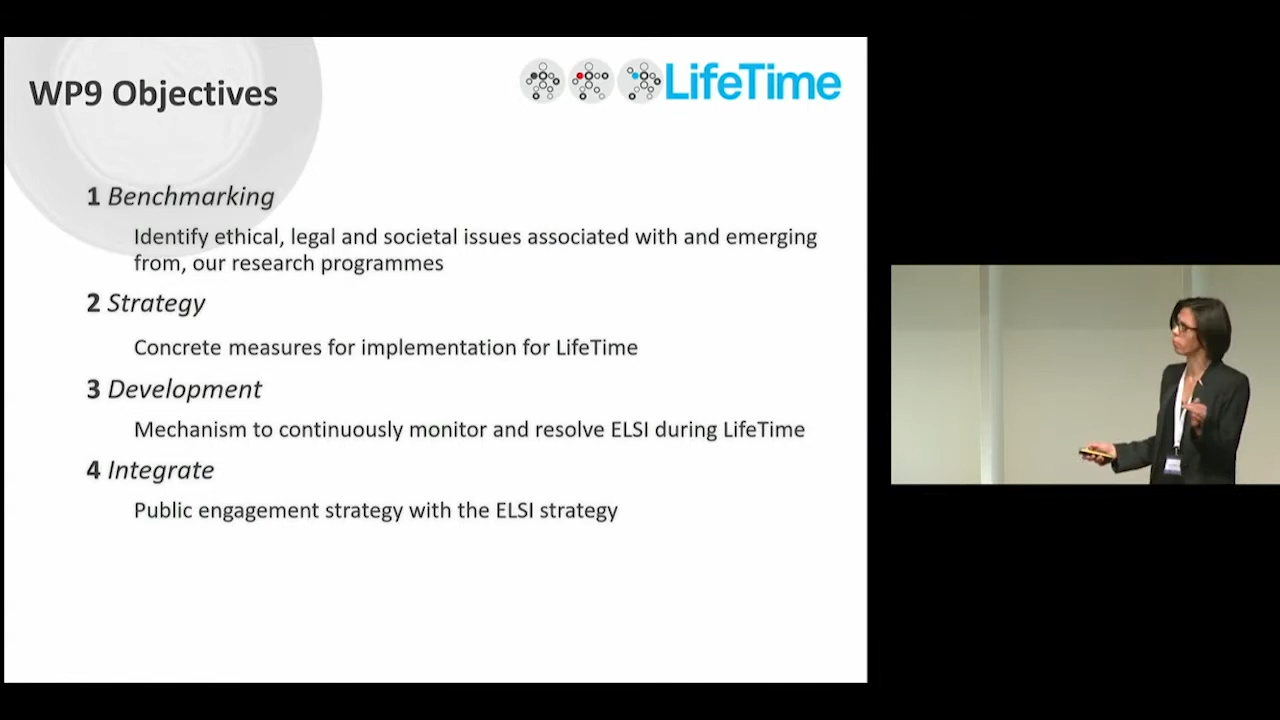 WP9 Objectives
LifeTime
1 Benchmarking
Identify ethical, legal and societal issues associated with and emerging
from, our research programmes
2 Strategy
Concrete measures for implementation for LifeTime
3 Development
Mechanism to continuously monitor and resolve ELSI during LifeTime
4 Integrate
Public engagement strategy with the ELSI strategy